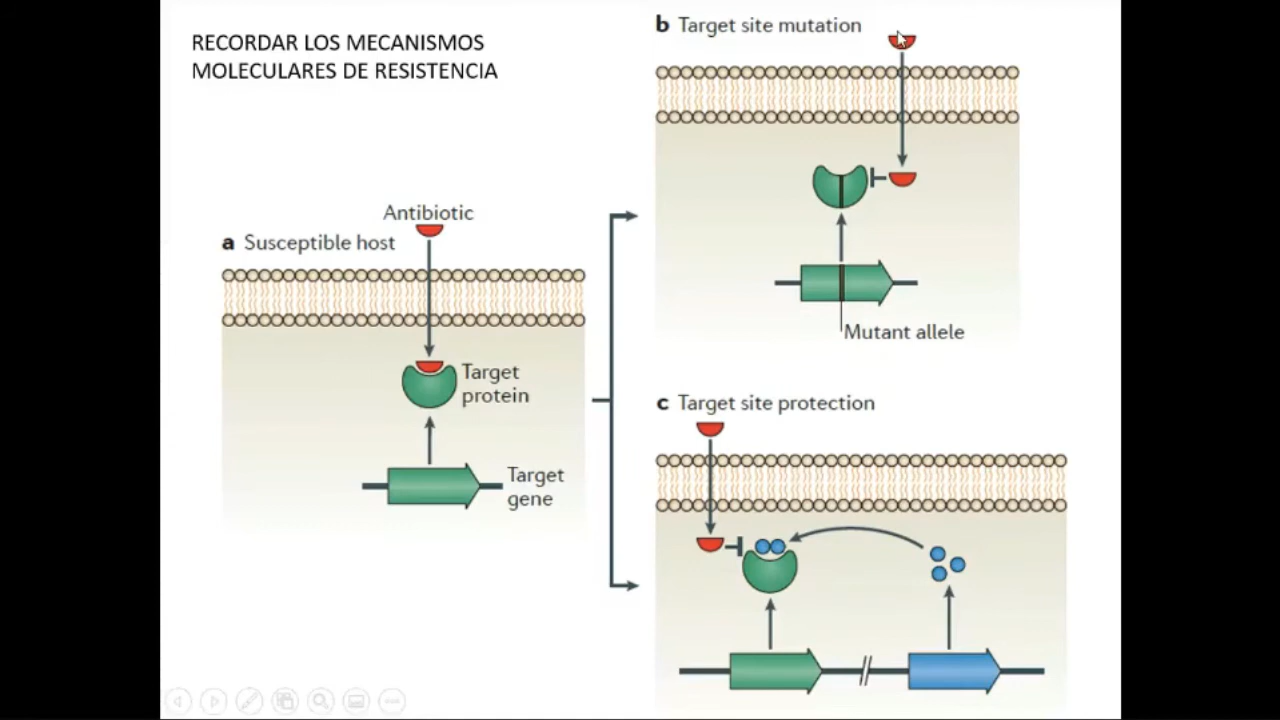 RECORDAR LOS MECANISMOS
MOLECULARES DE RESISTENCIA
Antibiotic
a Susceptible host
Target
protein
Target
gene
b Target site mutation
Mutant allele
c Target site protection